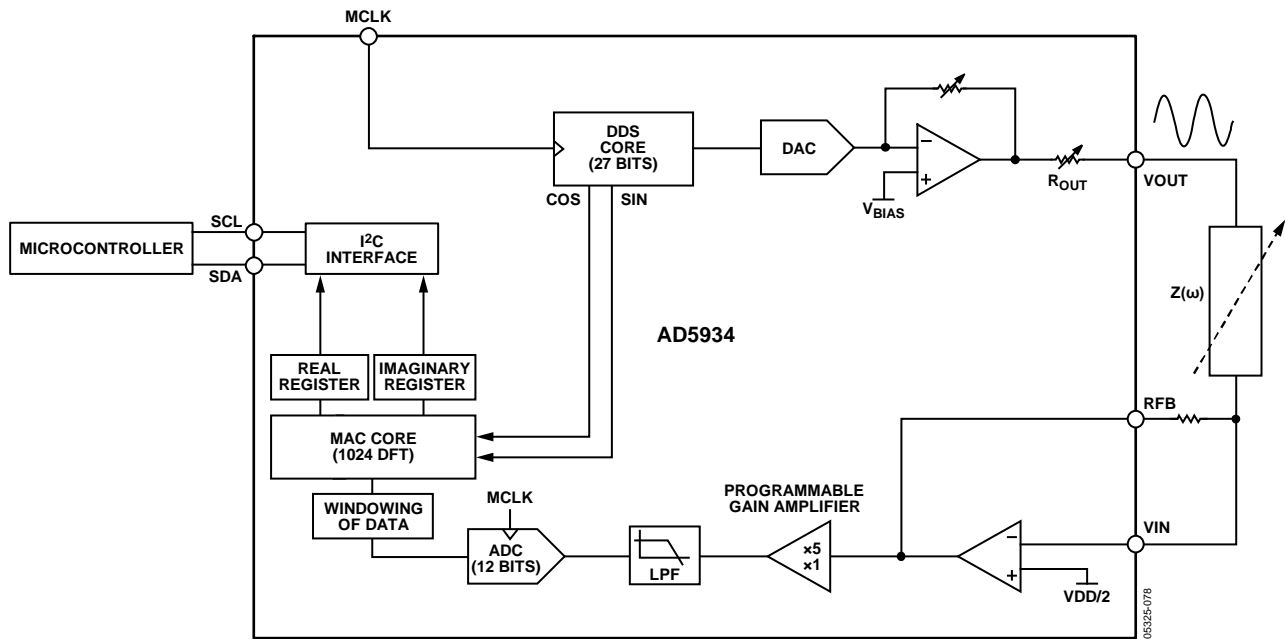 MCLK
DDS
CORE
(27 BITS)
DAC
COS
SIN
VBIAS
ROUT
VOUT
MICROCONTROLLER
SCL
SDA
I2C
INTERFACE
Z(ω)
AD5934
REAL
REGISTER
IMAGINARY
REGISTER
RFB
MAC CORE
(1024 DFT)
WINDOWING
OF DATA
MCLK
ADC
(12 BITS)
LPF
PROGRAMMABLE
GAIN AMPLIFIER
×5
×1
VIN
VDD/2
05325-078